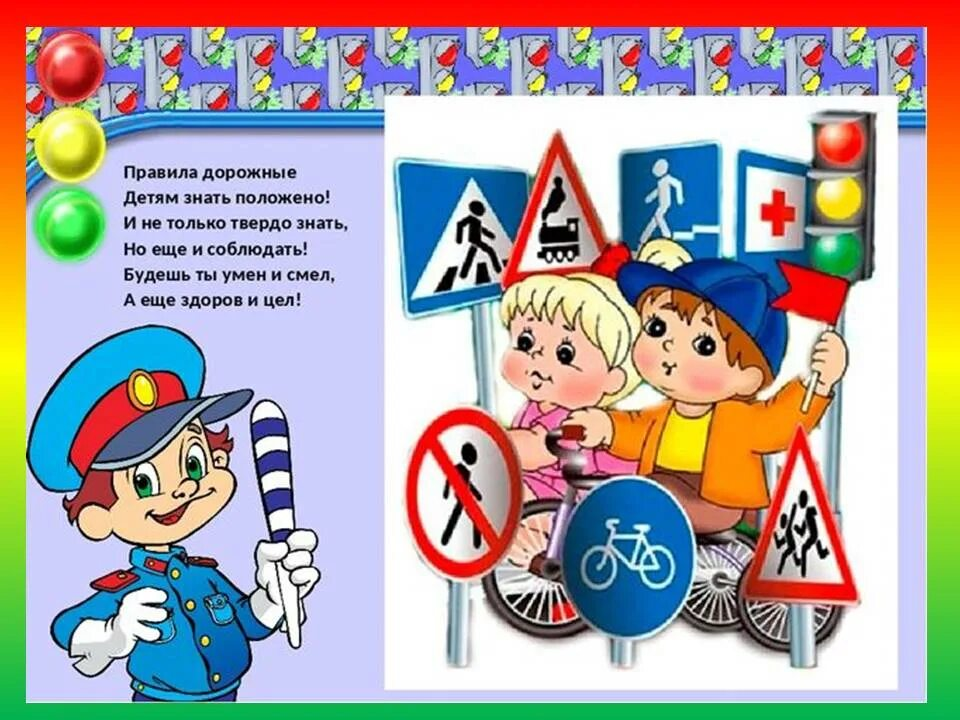 Правила дорожные
Детям знать положено!
И не только твердо знать,
Но еще и соблюдать!
Будешь ты умен и смел,
А еще здоров и цел!